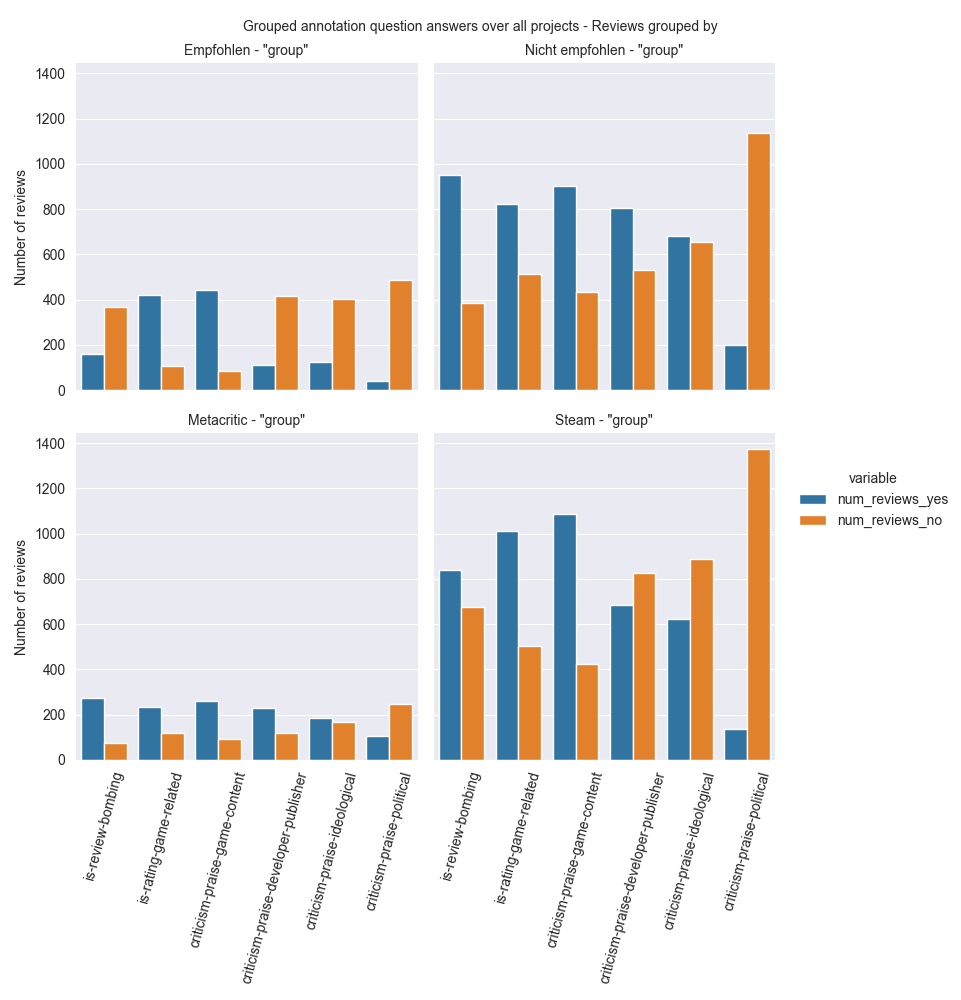 Grouped annotation question answers over all projects - Reviews grouped by
Empfohlen - "group"
Nicht empfohlen - "group"
1400
1200
1000
800
600
400
200
0
Number of reviews
Metacritic - "group"
Steam - "group"
1400
1200
1000
800
600
400
200
0
Number of reviews
variable
num_reviews_yes
num_reviews_no
is-review-bombing
is-rating-game-related
criticism-praise-game-content
criticism-praise-developer-publisher
criticism-praise-ideological
criticism-praise-political
is-review-bombing
is-rating-game-related
criticism-praise-game-content
criticism-praise-developer-publisher
criticism-praise-ideological
criticism-praise-political